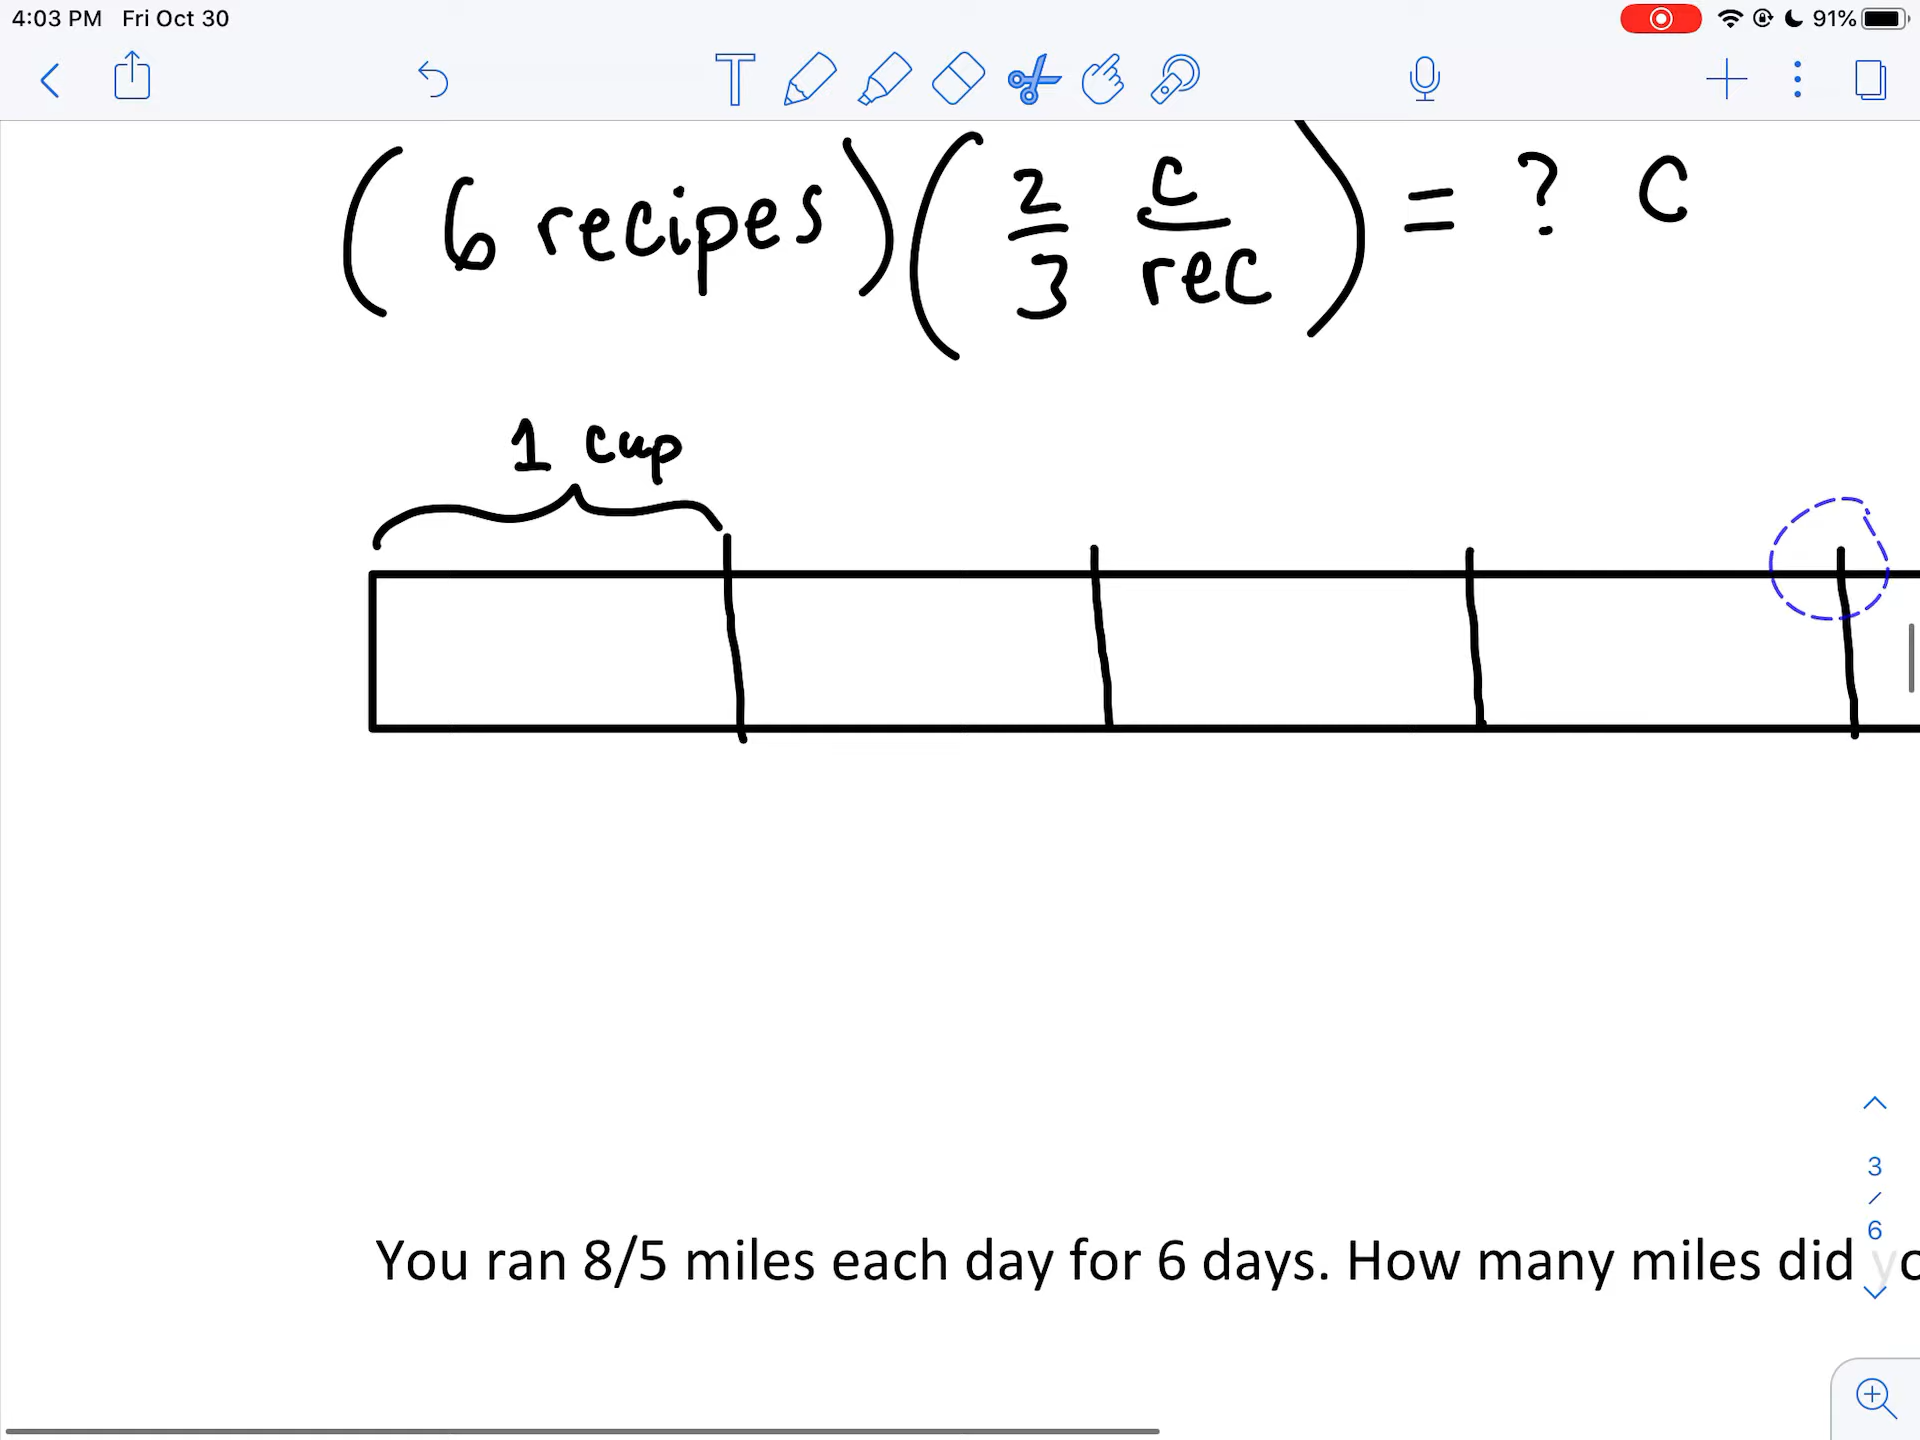 4:03 PM Fri Oct 30 91%
T
(6 recipes)(2/3 c/rec) = ? C
1 cup
3
/
6
You ran 8/5 miles each day for 6 days. How many miles did yo